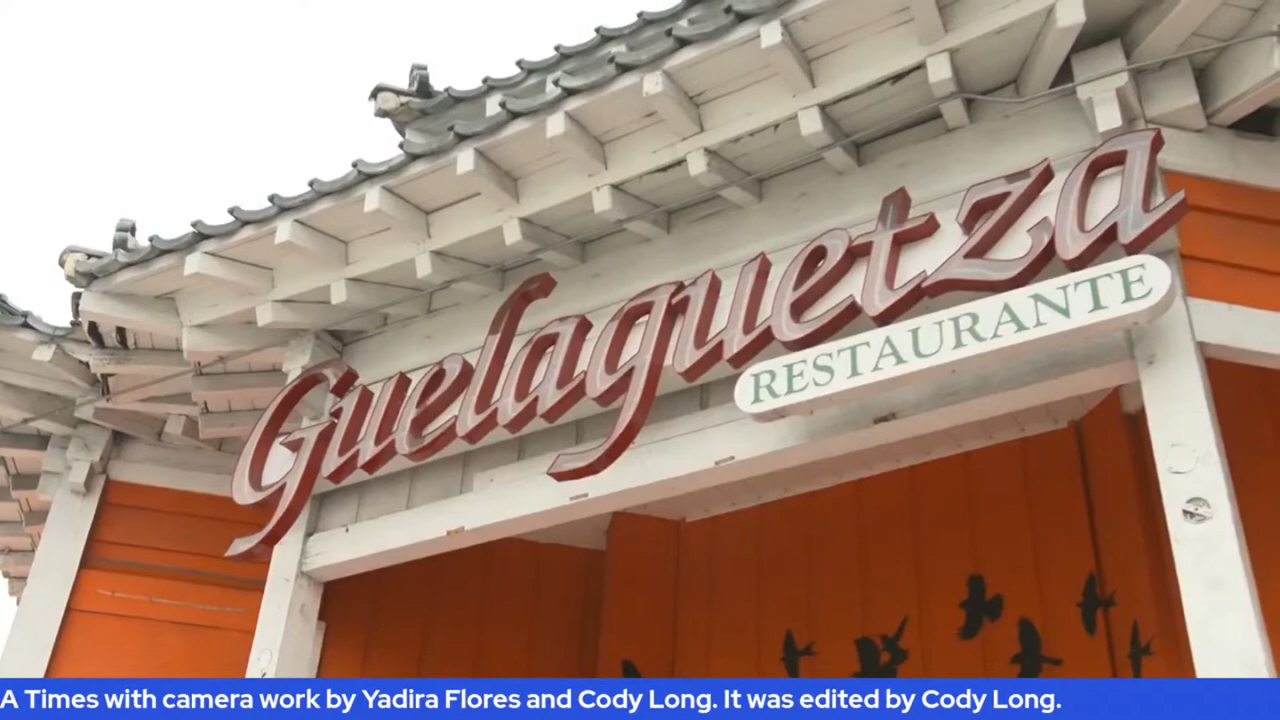 Guelaguetza
RESTAURANTE
A Times with camera work by Yadira Flores and Cody Long. It was edited by Cody Long.